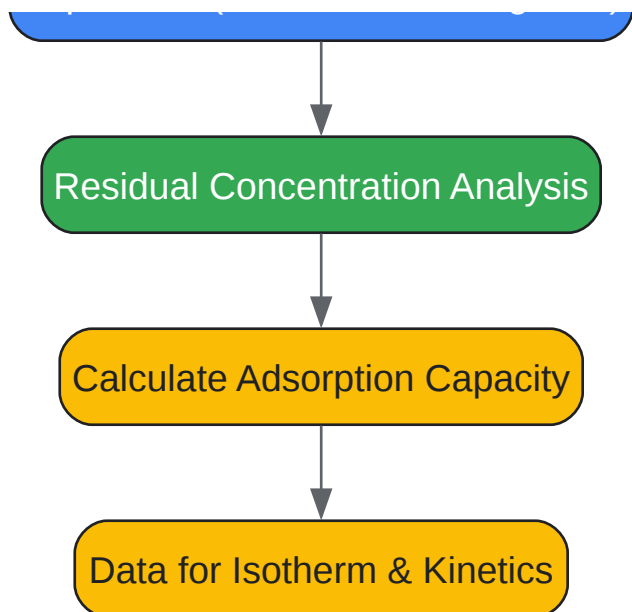 Residual Concentration Analysis
Calculate Adsorption Capacity
Data for Isotherm & Kinetics